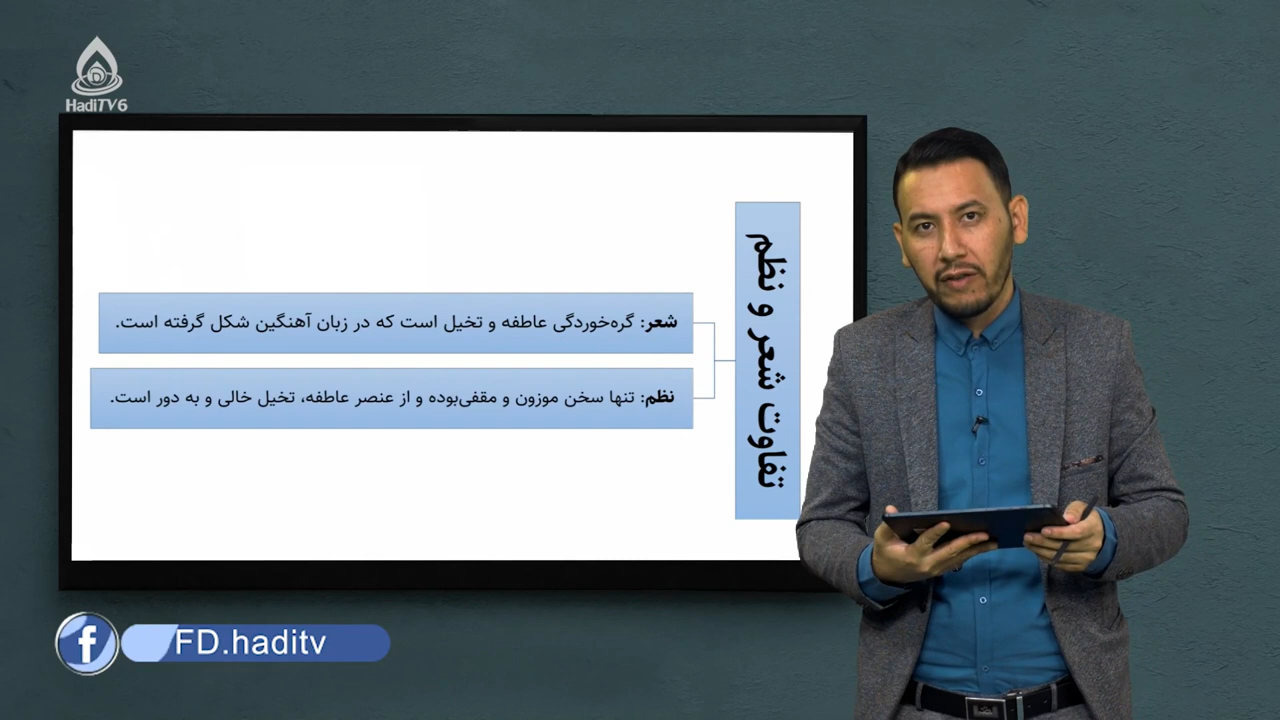 HadiTV6
تفاوت شعر و نظم
شعر: گره‌خوردگی عاطفه و تخیل است که در زبان آهنگین شکل گرفته است.
نظم: تنها سخن موزون و مقفی‌بوده و از عنصر عاطفه، تخیل خالی و به دور است.
f FD.haditv